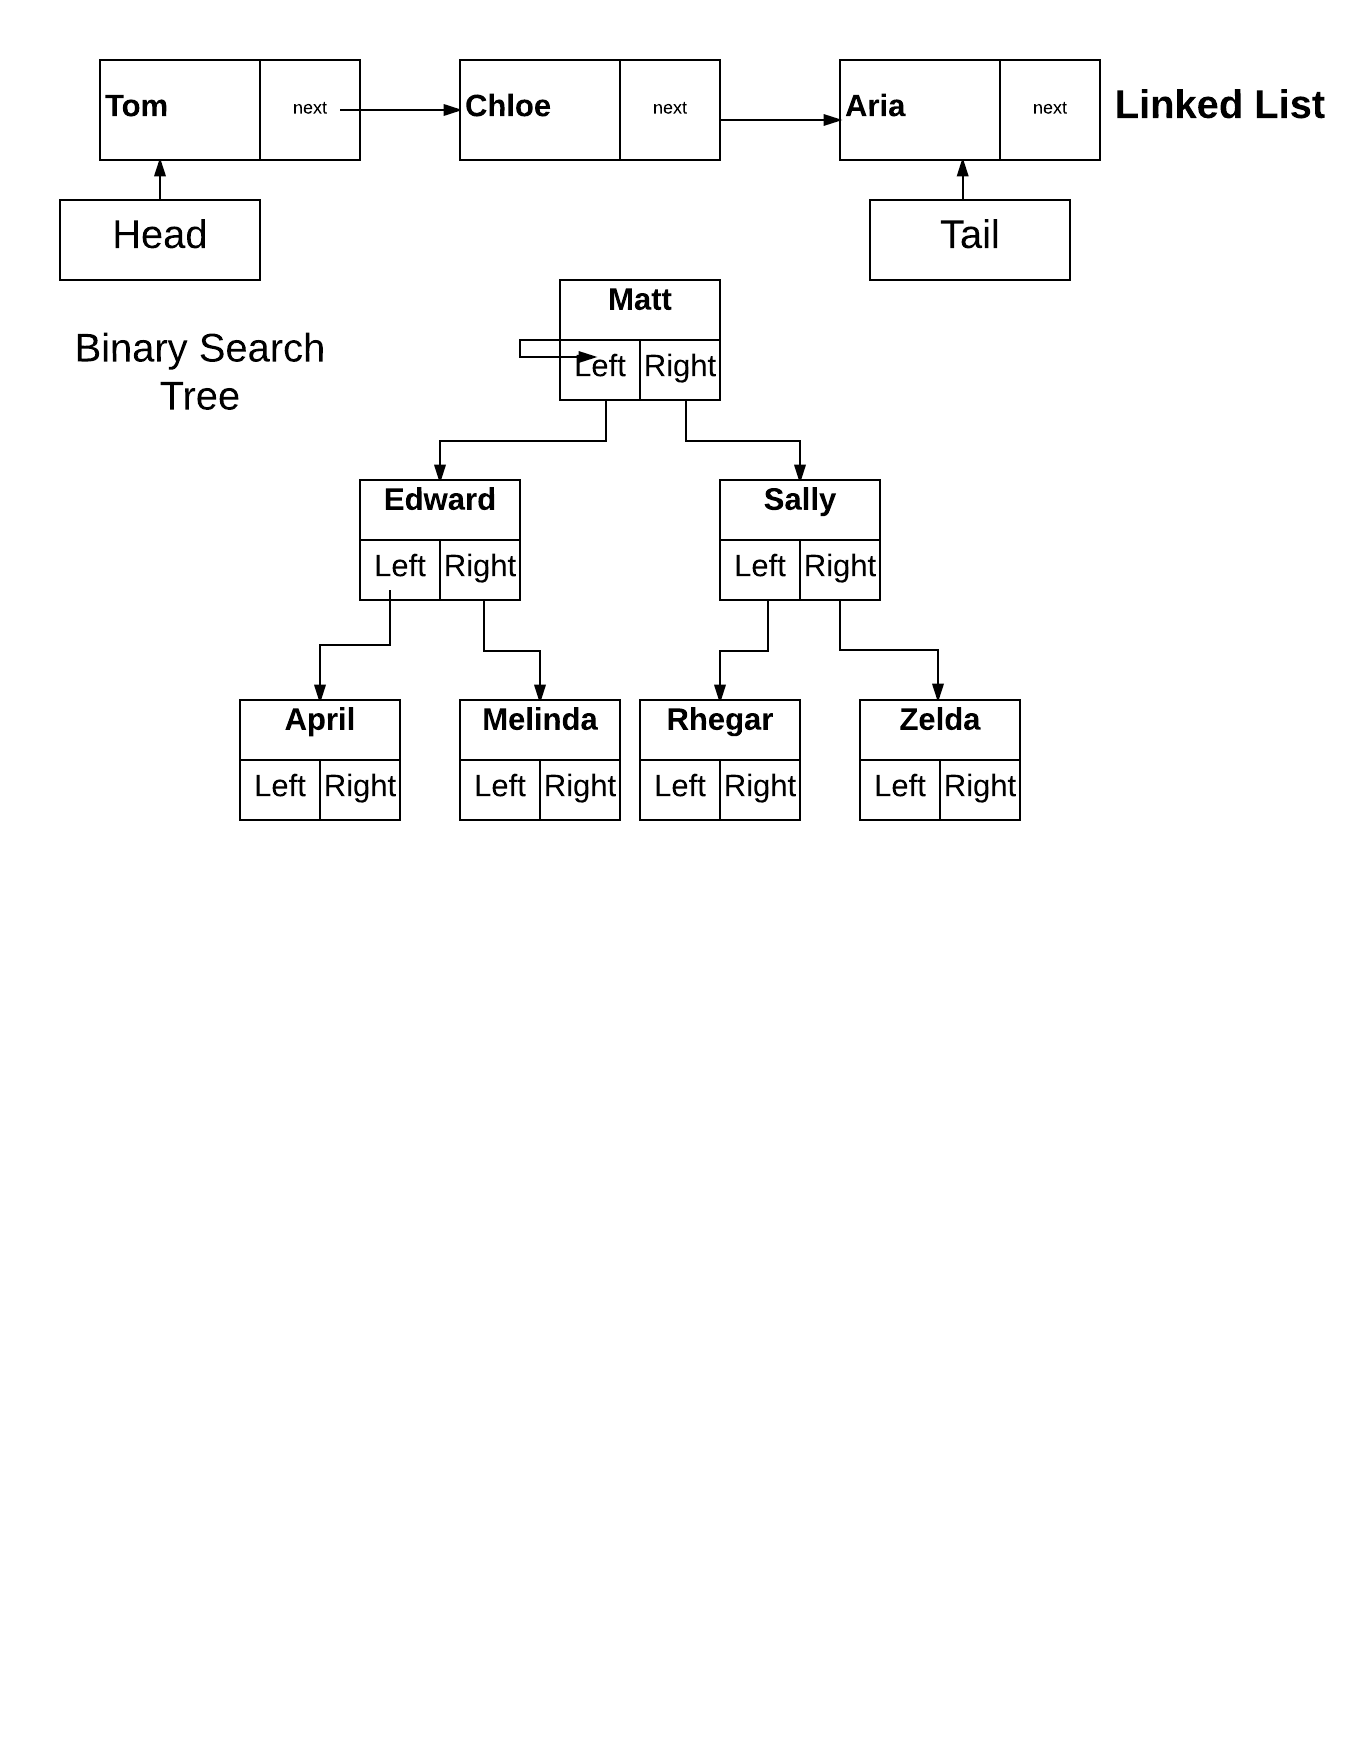 Tom
next
Chloe
next
Aria
next
Linked List
Head
Tail
Matt
Left
Right
Binary Search
Tree
Edward
Left
Right
Sally
Left
Right
April
Left
Right
Melinda
Left
Right
Rhegar
Left
Right
Zelda
Left
Right